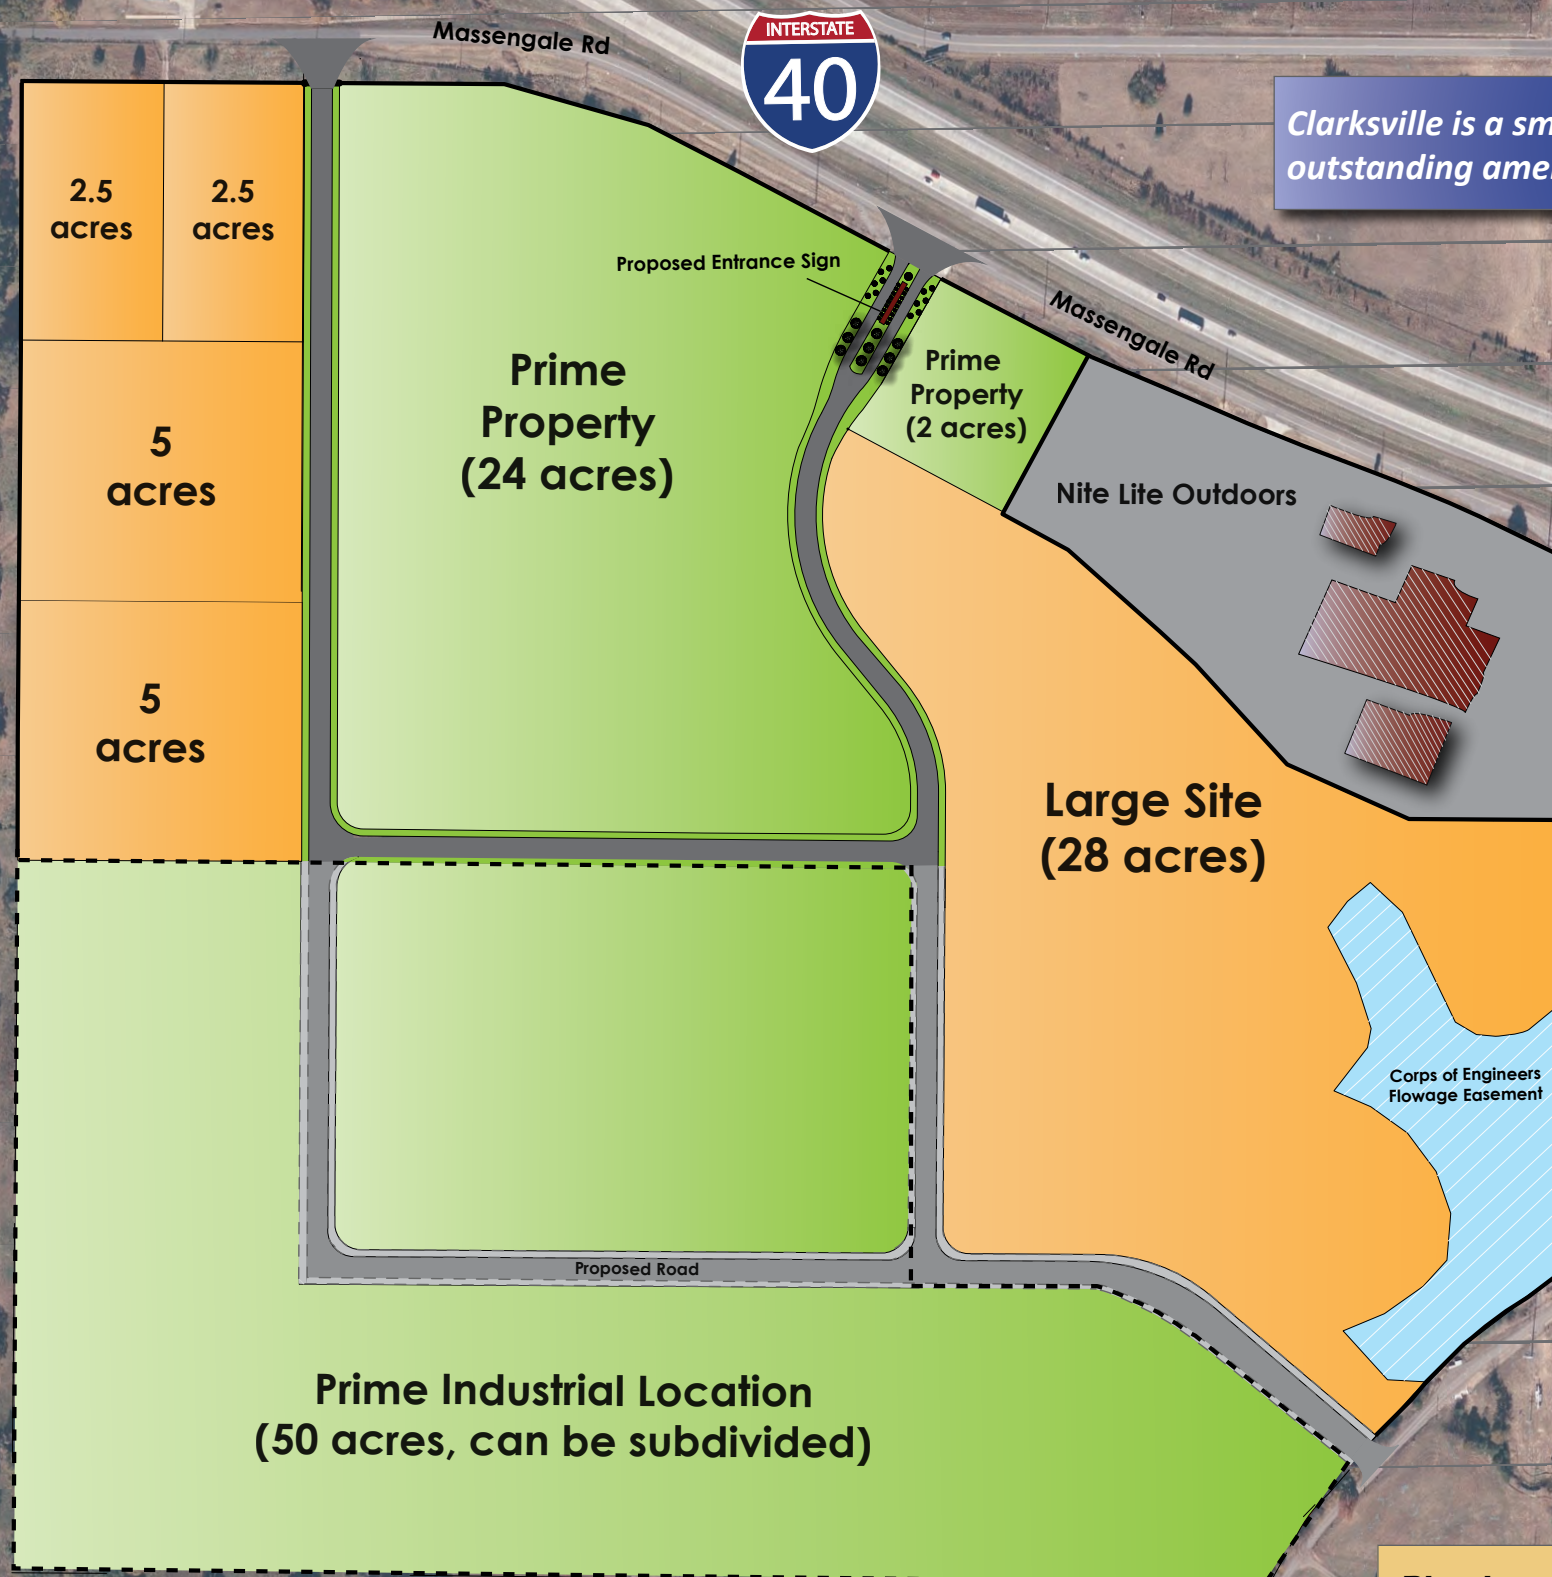 Massengale Rd
INTERSTATE
40
Clarksville is a
outstanding
2.5
acres
2.5
acres
Proposed Entrance Sign
Massengale Rd
Prime
Property
(24 acres)
Prime
Property
(2 acres)
5
acres
Nite Lite Outdoors
5
acres
Large Site
(28 acres)
Corps of Engineers
Flowage Easement
Proposed Road
Prime Industrial Location
(50 acres, can be subdivided)